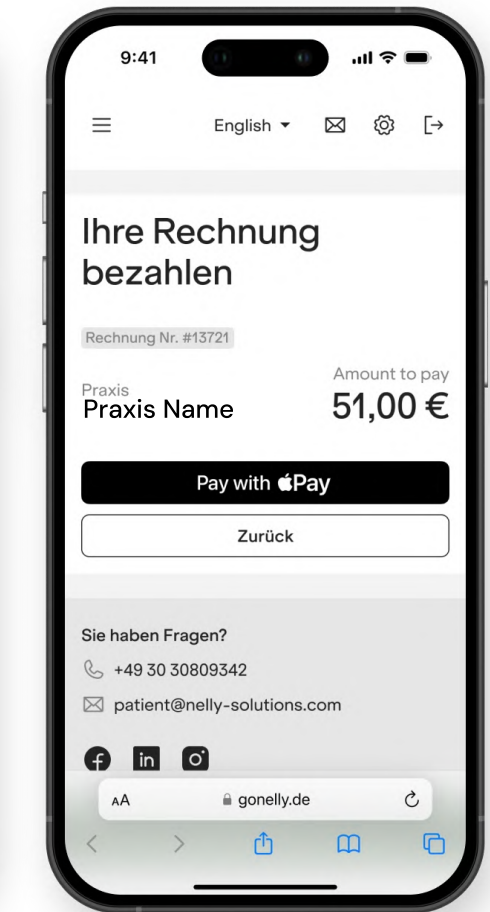 9:41
English
Ihre Rechnung
bezahlen
Rechnung Nr. #13721
Amount to pay
Praxis
Praxis Name
51,00 €
Pay with Pay
Zurück
Sie haben Fragen?
+49 30 30809342
patient@nelly-solutions.com
f in
AA gonelly.de